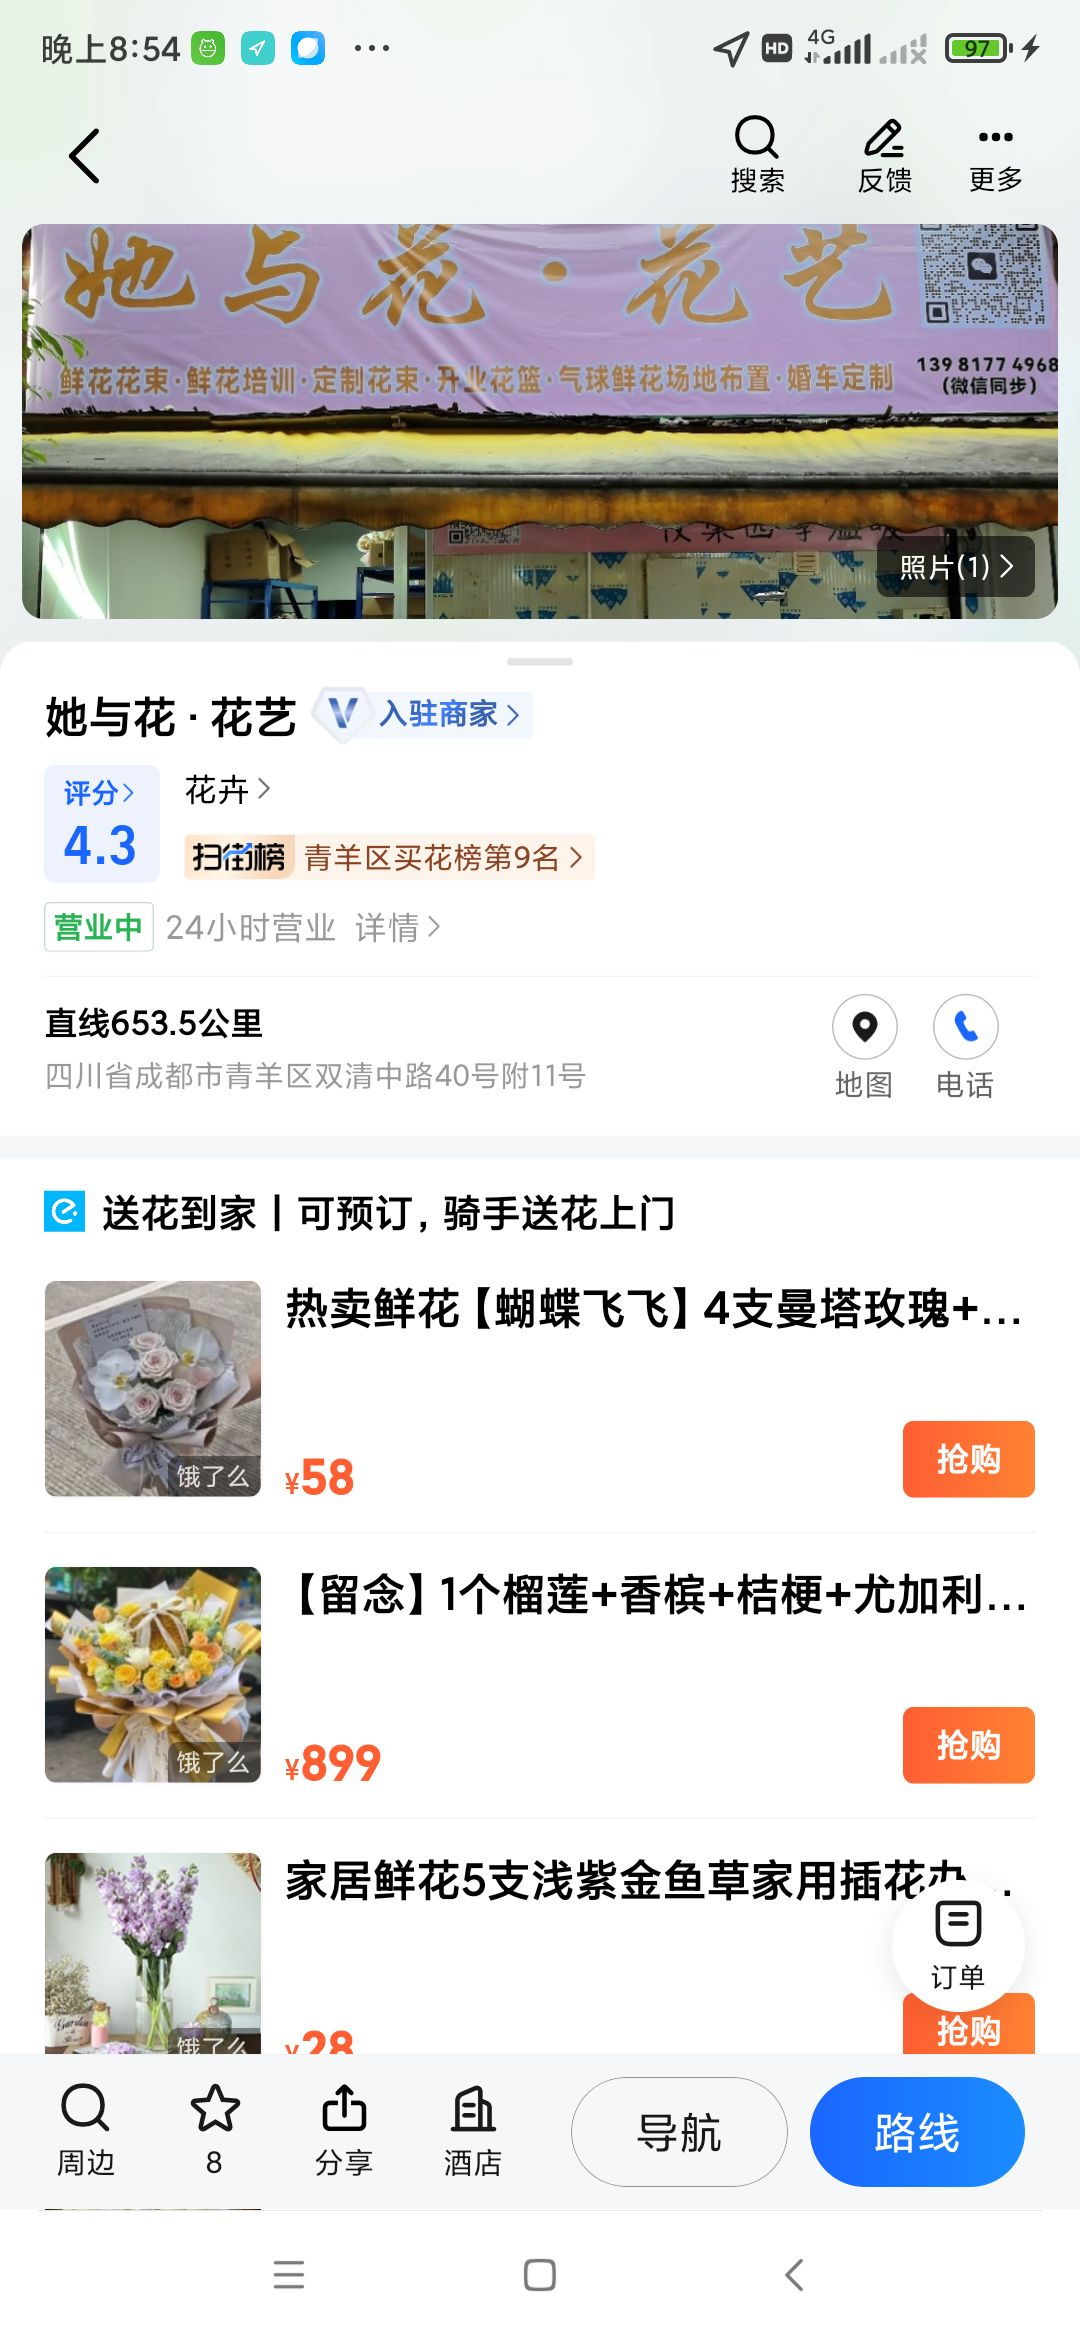 晚上8:54
HD
4G
97
搜索
反馈
更多
她与花·花艺
鲜花花束·鲜花培训·定制花束·开业花篮·气球鲜花场地布置·婚车定制
139 8177 4968
(微信同步)
照片(1)
她与花·花艺
V 入驻商家
评分
4.3
花卉
扫街榜 青羊区买花榜第9名
营业中 24小时营业 详情
直线653.5公里
四川省成都市青羊区双清中路40号附11号
地图
电话
送花到家丨可预订,骑手送花上门
热卖鲜花【蝴蝶飞飞】4支曼塔玫瑰+...
饿了么
¥58
抢购
【留念】1个榴莲+香槟+桔梗+尤加利...
饿了么
¥899
抢购
家居鲜花5支浅紫金鱼草家用插花办...
Garden
饿了么
¥28
抢购
订单
周边
8
分享
酒店
导航
路线